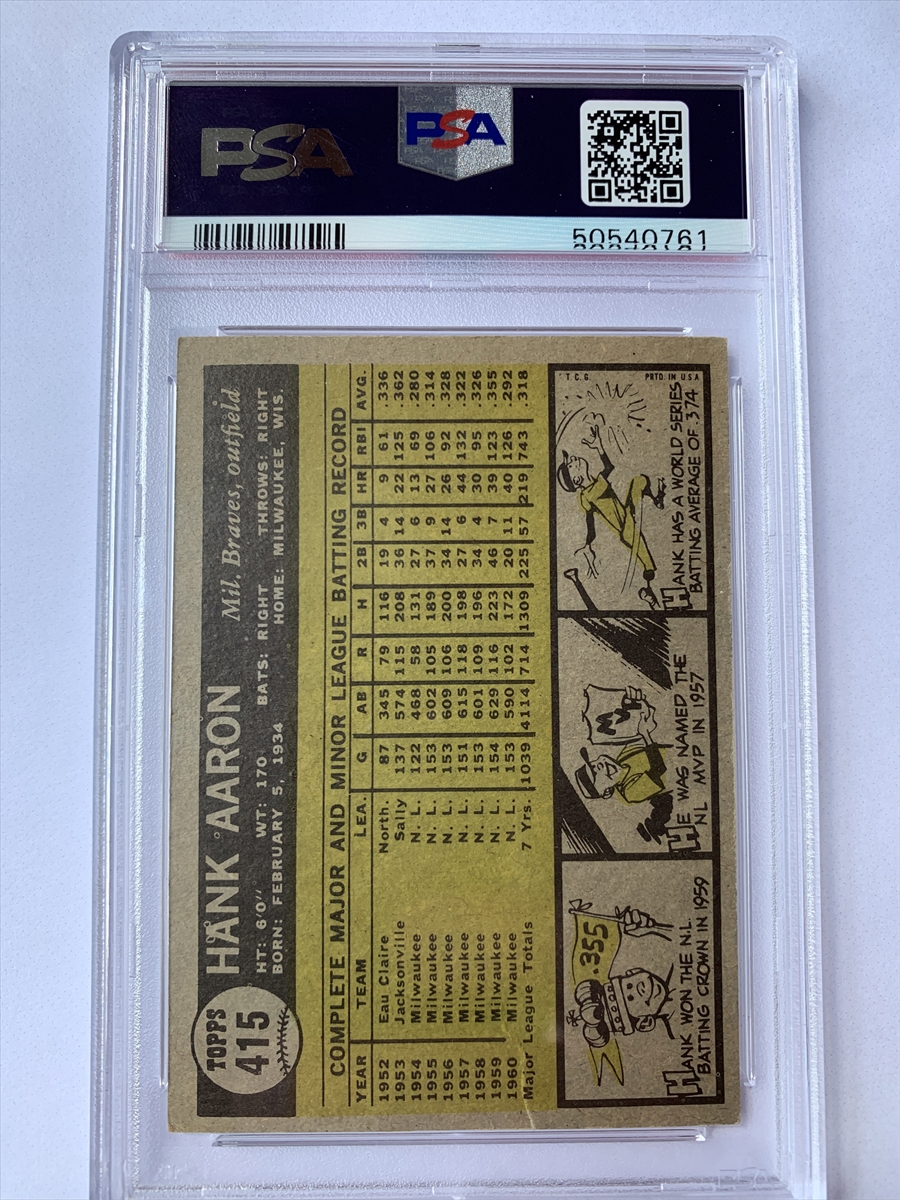 PSA
PSA
50540761
TOPPS
415
HANK AARON Mil. Braves, outfield
HT: 6'0" WT: 170 BATS: RIGHT THROWS: RIGHT
BORN: FEBRUARY 5, 1934 HOME: MILWAUKEE, WIS.
COMPLETE MAJOR AND MINOR LEAGUE BATTING RECORD
YEAR TEAM LEA. G AB R H 2B 3B HR RBI AVG.
1952 Eau Claire North. 87 345 79 116 19 4 9 61 .336
1953 Jacksonville Sally 137 574 115 208 36 14 22 125 .362
1954 Milwaukee N. L. 122 468 58 131 27 6 13 69 .280
1955 Milwaukee N. L. 153 602 105 189 37 9 27 106 .314
1956 Milwaukee N. L. 153 609 106 200 34 14 26 92 .328
1957 Milwaukee N. L. 151 615 118 198 27 6 44 132 .322
1958 Milwaukee N. L. 153 601 109 196 34 4 30 95 .326
1959 Milwaukee N. L. 154 629 116 223 46 7 39 123 .355
1960 Milwaukee N. L. 153 590 102 172 20 11 40 126 .292
Major League Totals 7 Yrs. 1039 4114 714 1309 225 57 219 743 .318
.355
HANK WON THE N.L.
BATTING CROWN IN 1959
M
HE WAS NAMED THE
NL MVP IN 1957
T.C.G. PRTD. IN U.S.A.
HANK HAS A WORLD SERIES
BATTING AVERAGE OF .374